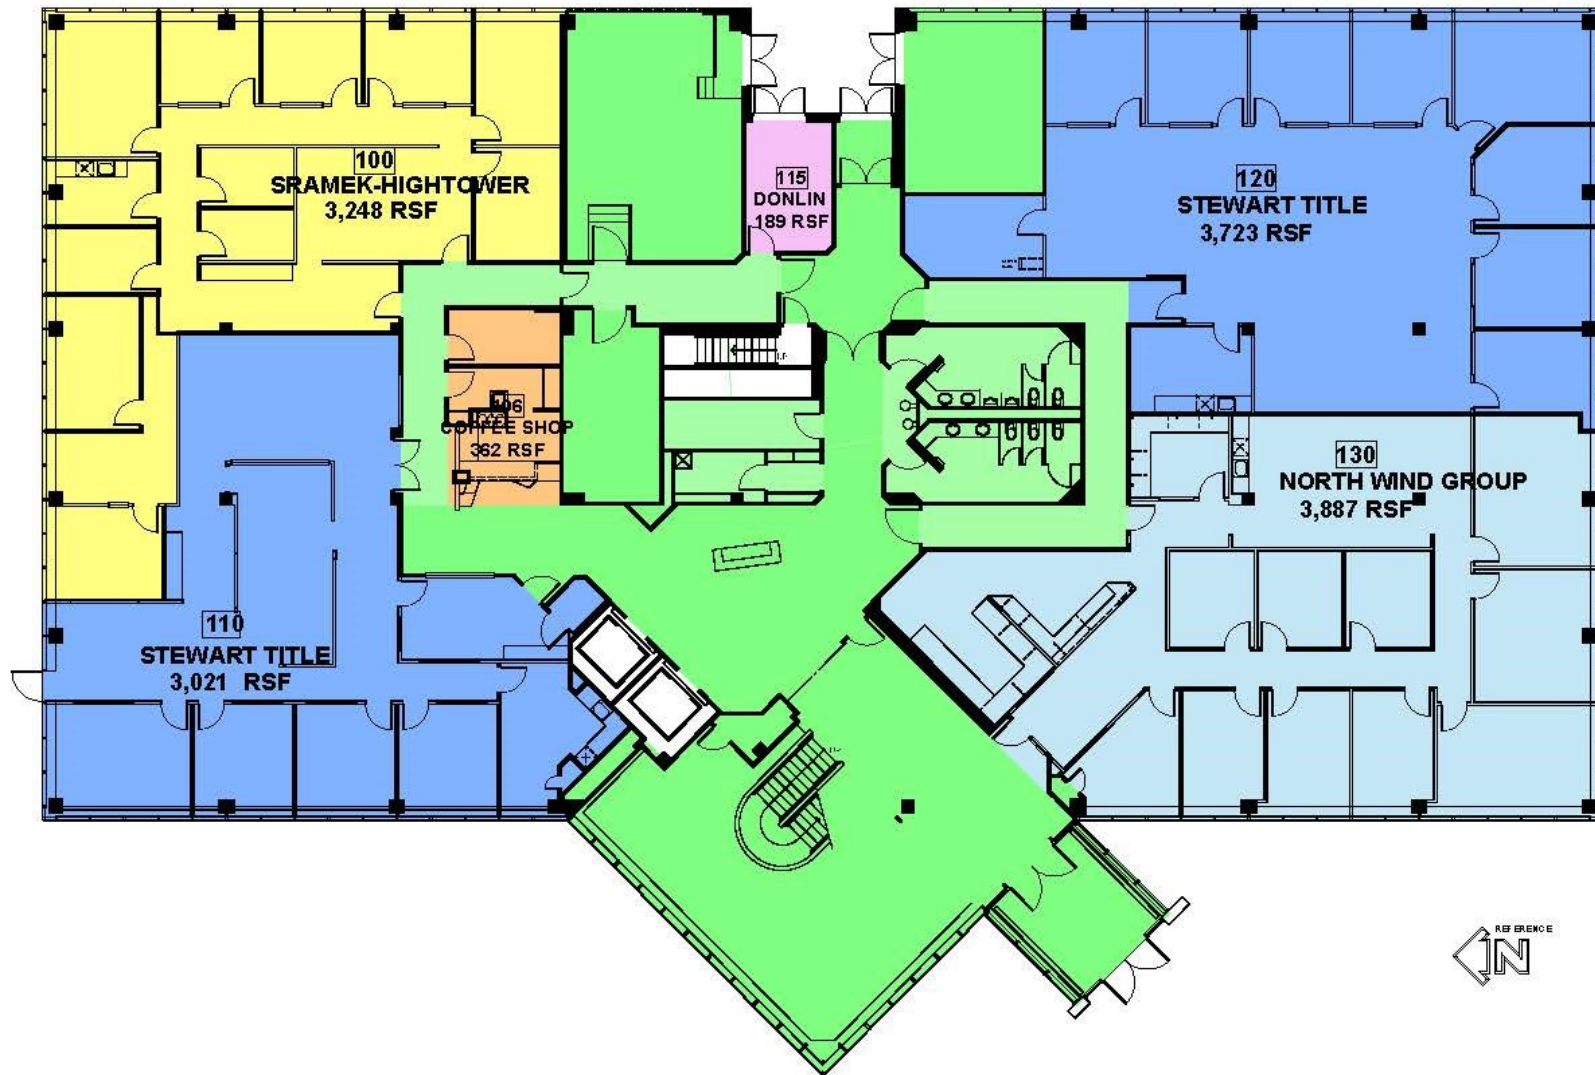 100
SRAMEK-HIGHTOWER
3,248 RSF
115
DONLIN
189 RSF
120
STEWART TITLE
3,723 RSF
106
COFFEE SHOP
362 RSF
130
NORTH WIND GROUP
3,887 RSF
110
STEWART TITLE
3,021 RSF
REFERENCE
N